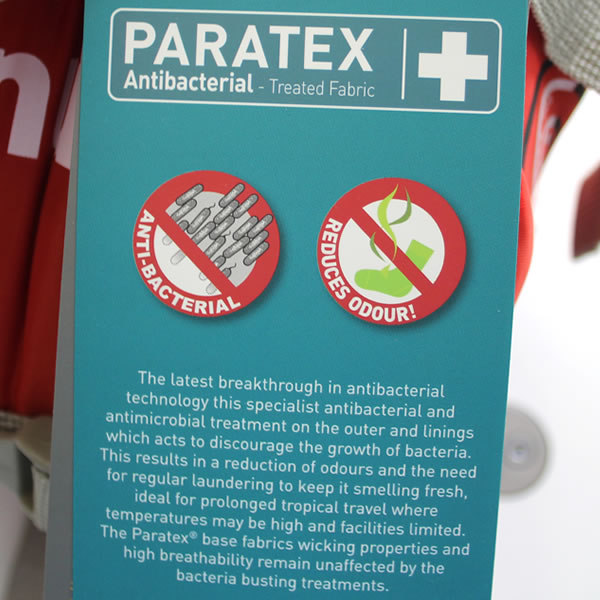 PARATEX
Antibacterial - Treated Fabric
ANTI-BACTERIAL
REDUCES ODOUR!
The latest breakthrough in antibacterial
technology this specialist antibacterial and
antimicrobial treatment on the outer and linings
which acts to discourage the growth of bacteria.
This results in a reduction of odours and the need
for regular laundering to keep it smelling fresh,
ideal for prolonged tropical travel where
temperatures may be high and facilities limited.
The Paratex® base fabrics wicking properties and
high breathability remain unaffected by the
bacteria busting treatments.